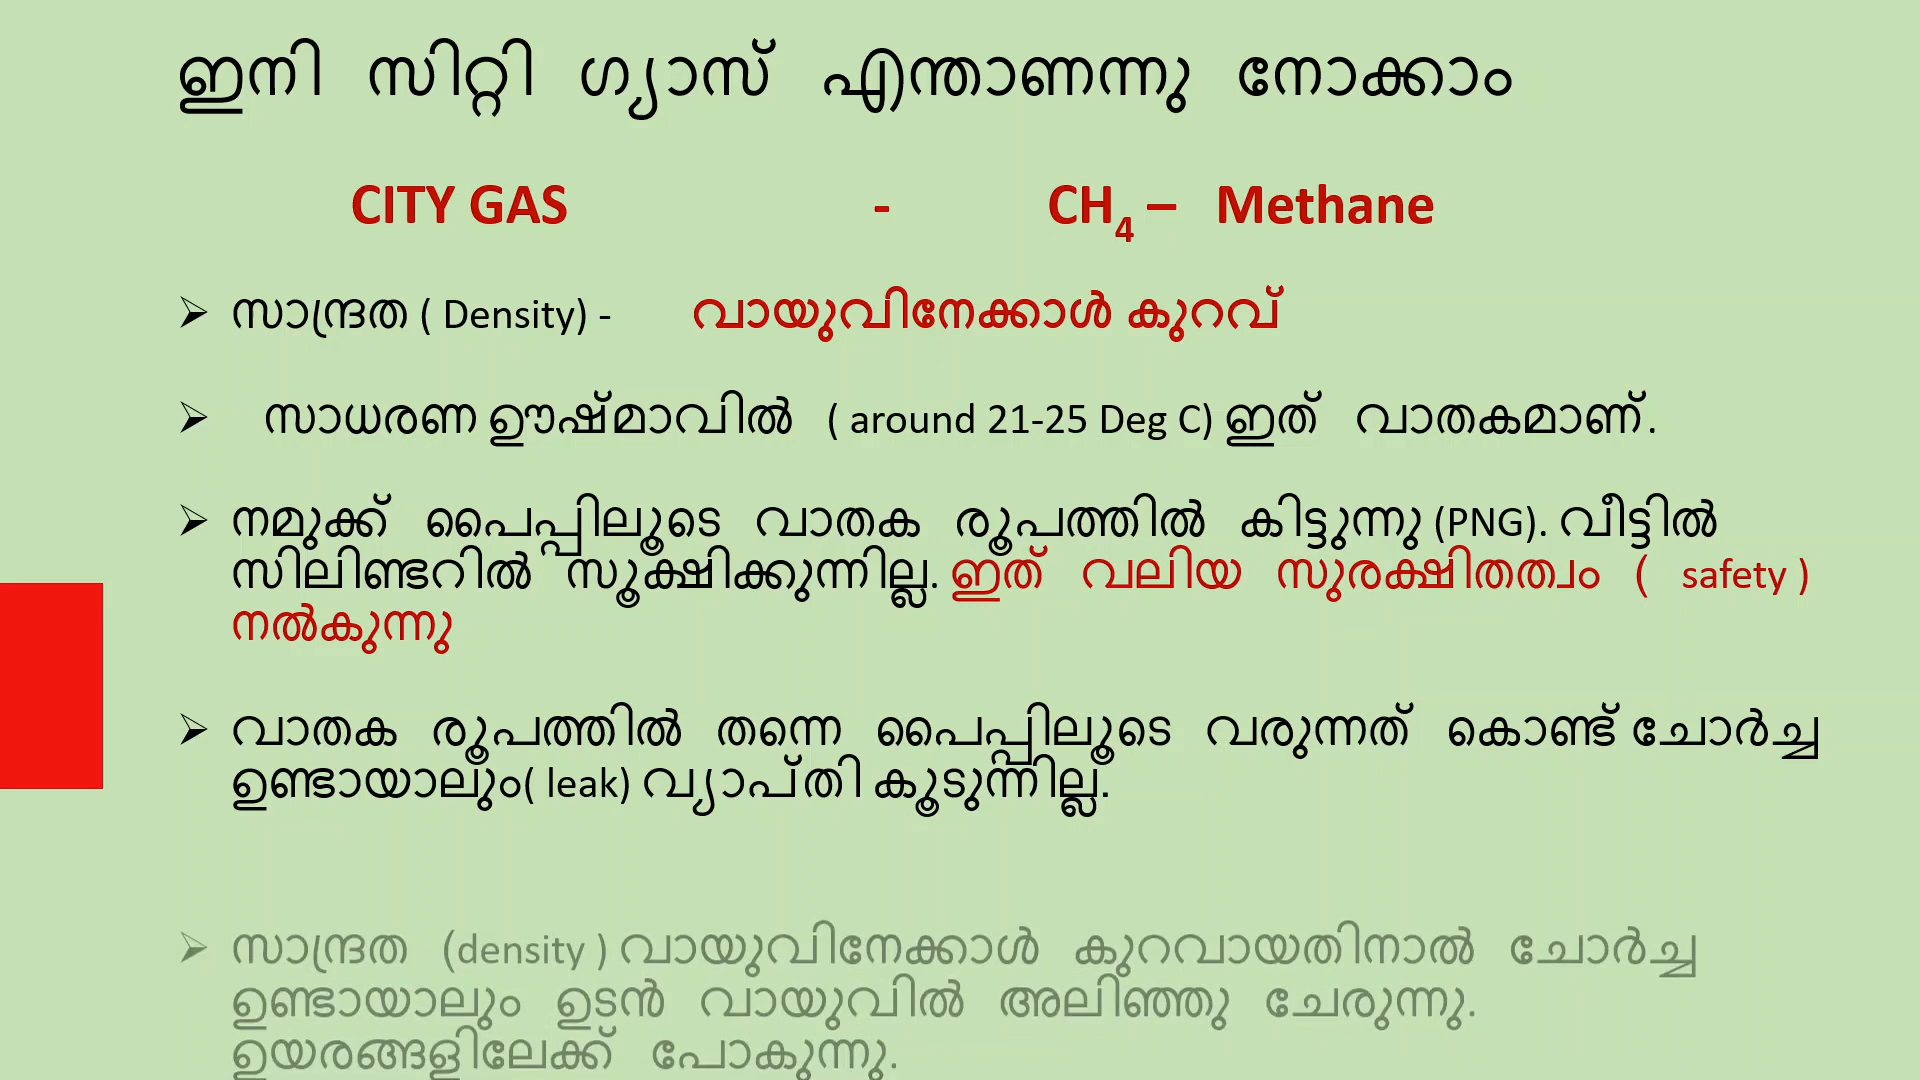 ഇനി സിറ്റി ഗ്യാസ് എന്താണന്നു നോക്കാം
CITY GAS - CH4 – Methane
➢ സാന്ദ്രത ( Density) - വായുവിനേക്കാൾ കുറവ്
➢ സാധരണ ഊഷ്മാവിൽ ( around 21-25 Deg C) ഇത് വാതകമാണ്.
➢ നമുക്ക് പൈപ്പിലൂടെ വാതക രൂപത്തിൽ കിട്ടുന്നു (PNG). വീട്ടിൽ
സിലിണ്ടറിൽ സൂക്ഷിക്കുന്നില്ല. ഇത് വലിയ സുരക്ഷിതത്വം ( safety )
നൽകുന്നു
➢ വാതക രൂപത്തിൽ തന്നെ പൈപ്പിലൂടെ വരുന്നത് കൊണ്ട് ചോർച്ച
ഉണ്ടായാലും( leak) വ്യാപ്തി കൂടുന്നില്ല.
➢ സാന്ദ്രത (density ) വായുവിനേക്കാൾ കുറവായതിനാൽ ചോർച്ച
ഉണ്ടായാലും ഉടൻ വായുവിൽ അലിഞ്ഞു ചേരുന്നു.
ഉയരങ്ങളിലേക്ക് പോകുന്നു.